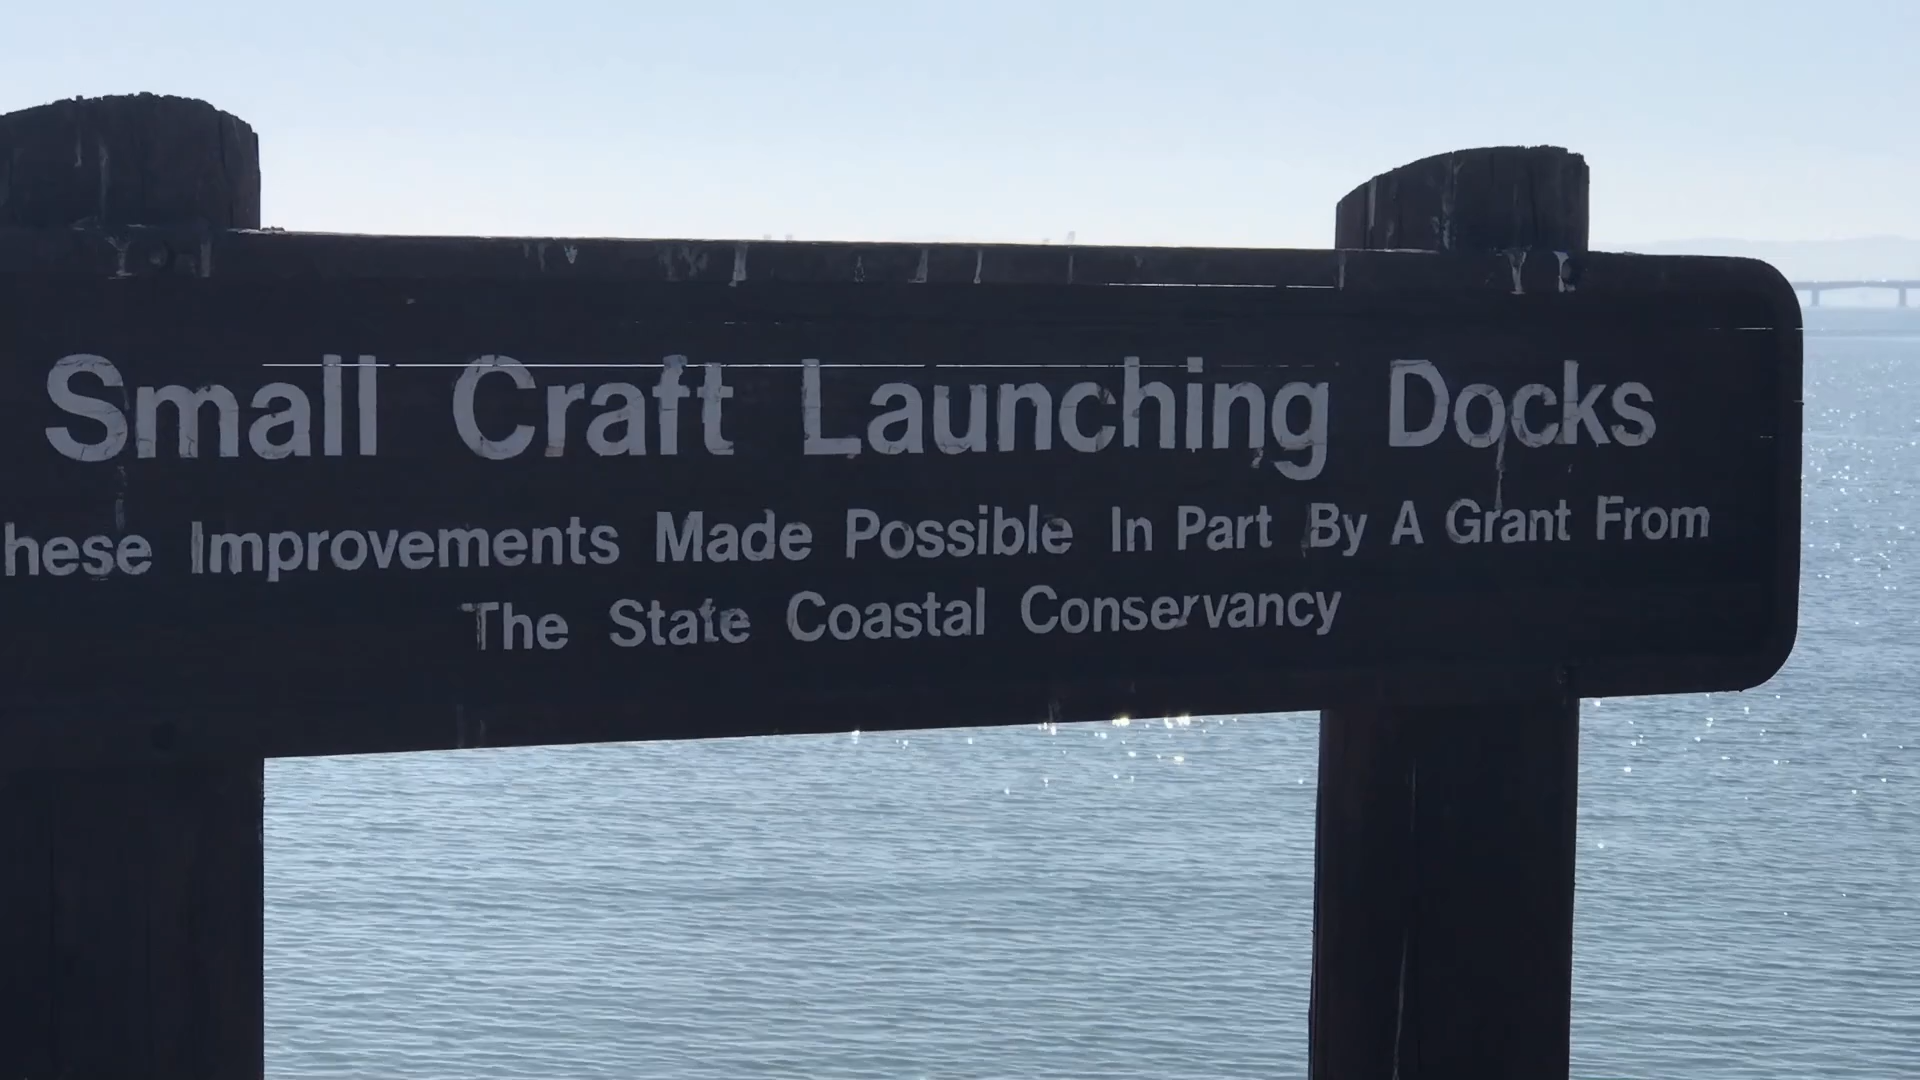 Small Craft Launching Docks
hese Improvements Made Possible In Part By A Grant From
The State Coastal Conservancy